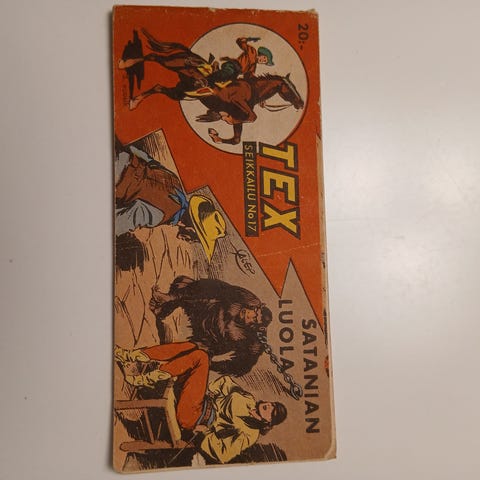 20:-
TEX
SEIKKAILU No 17
SATANIAN
LUOLA